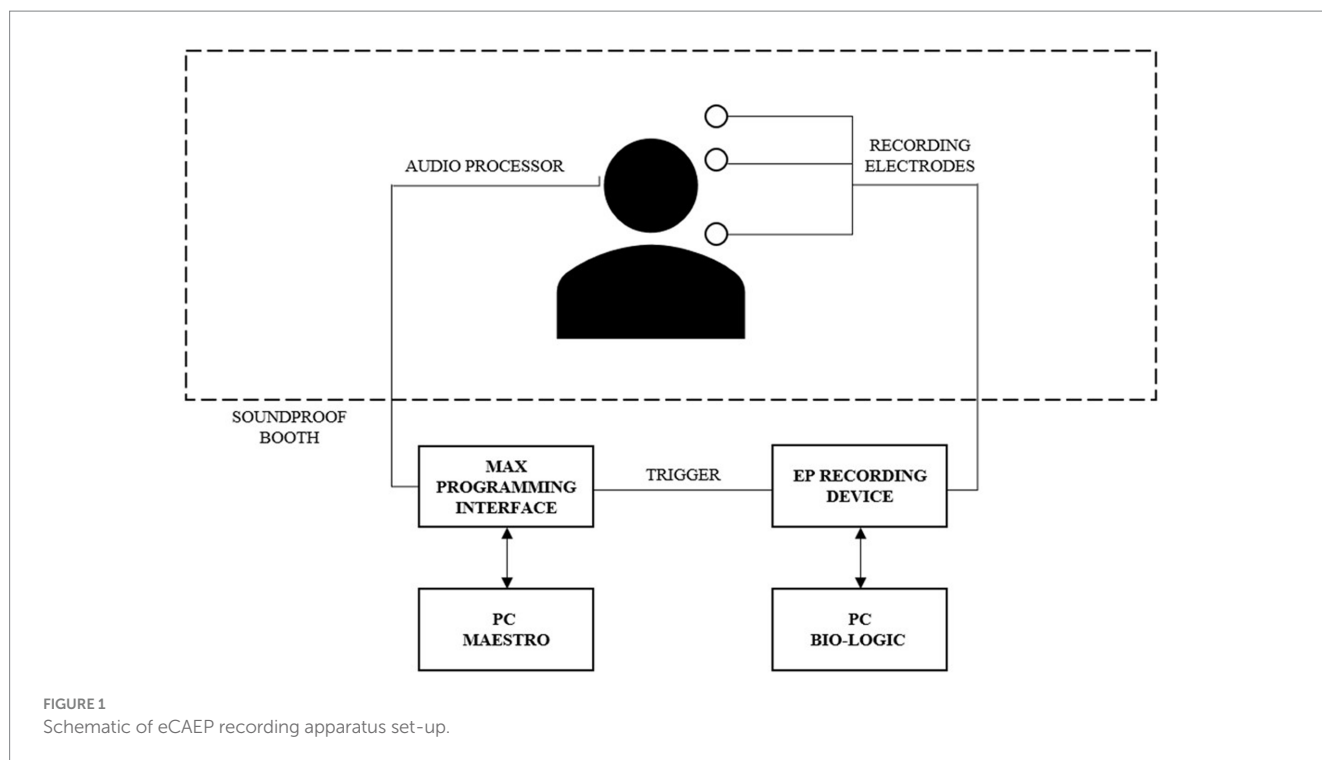 AUDIO PROCESSOR
RECORDING
ELECTRODES
SOUNDPROOF
BOOTH
MAX
PROGRAMMING
INTERFACE
TRIGGER
EP RECORDING
DEVICE
PC
MAESTRO
PC
BIO-LOGIC
FIGURE 1
Schematic of eCAEP recording apparatus set-up.